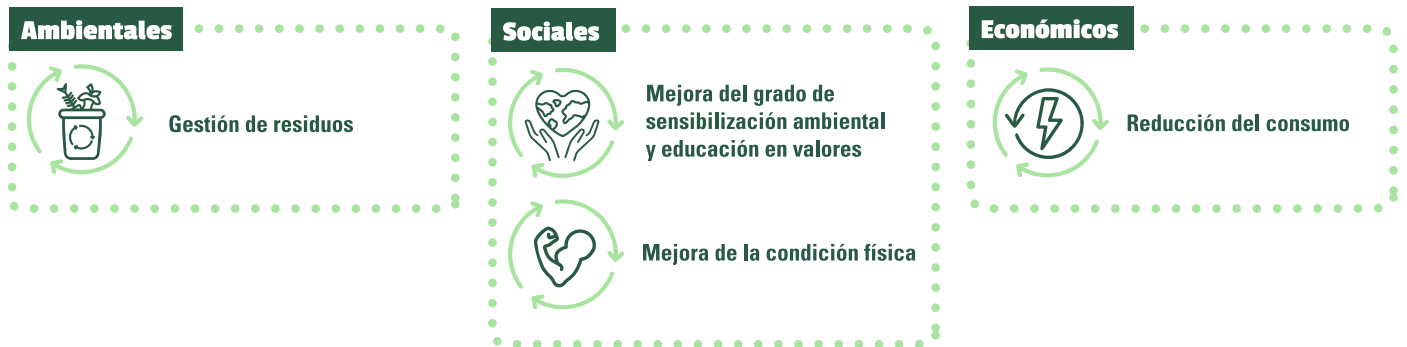 Ambientales
Gestión de residuos
Sociales
Mejora del grado de
sensibilización ambiental
y educación en valores
Mejora de la condición física
Económicos
Reducción del consumo